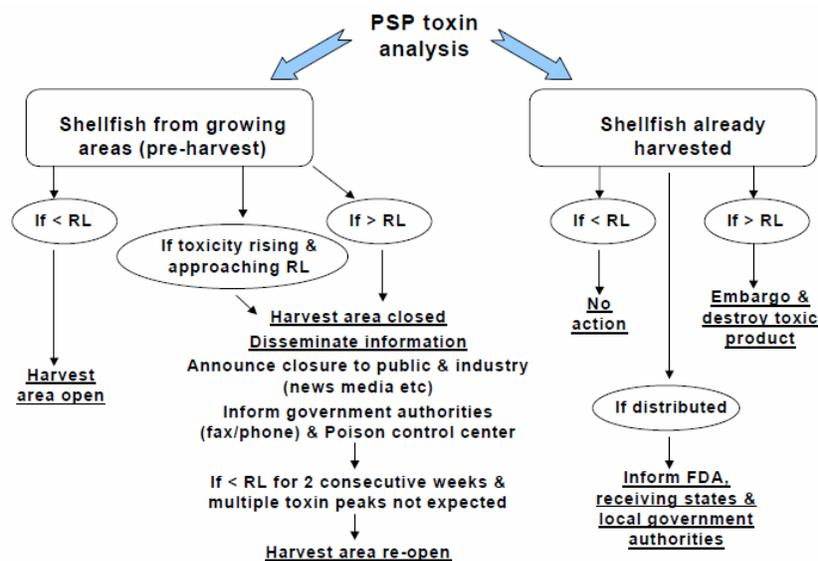 PSP toxin
analysis
Shellfish from growing
areas (pre-harvest)
Shellfish already
harvested
If < RL
If toxicity rising &
approaching RL
If > RL
If < RL
If > RL
Harvest area closed
Disseminate information
Announce closure to public & industry
(news media etc)
Inform government authorities
(fax/phone) & Poison control center
Harvest
area open
If < RL for 2 consecutive weeks &
multiple toxin peaks not expected
Harvest area re-open
No
action
Embargo &
destroy toxic
product
If distributed
Inform FDA,
receiving states &
local government
authorities